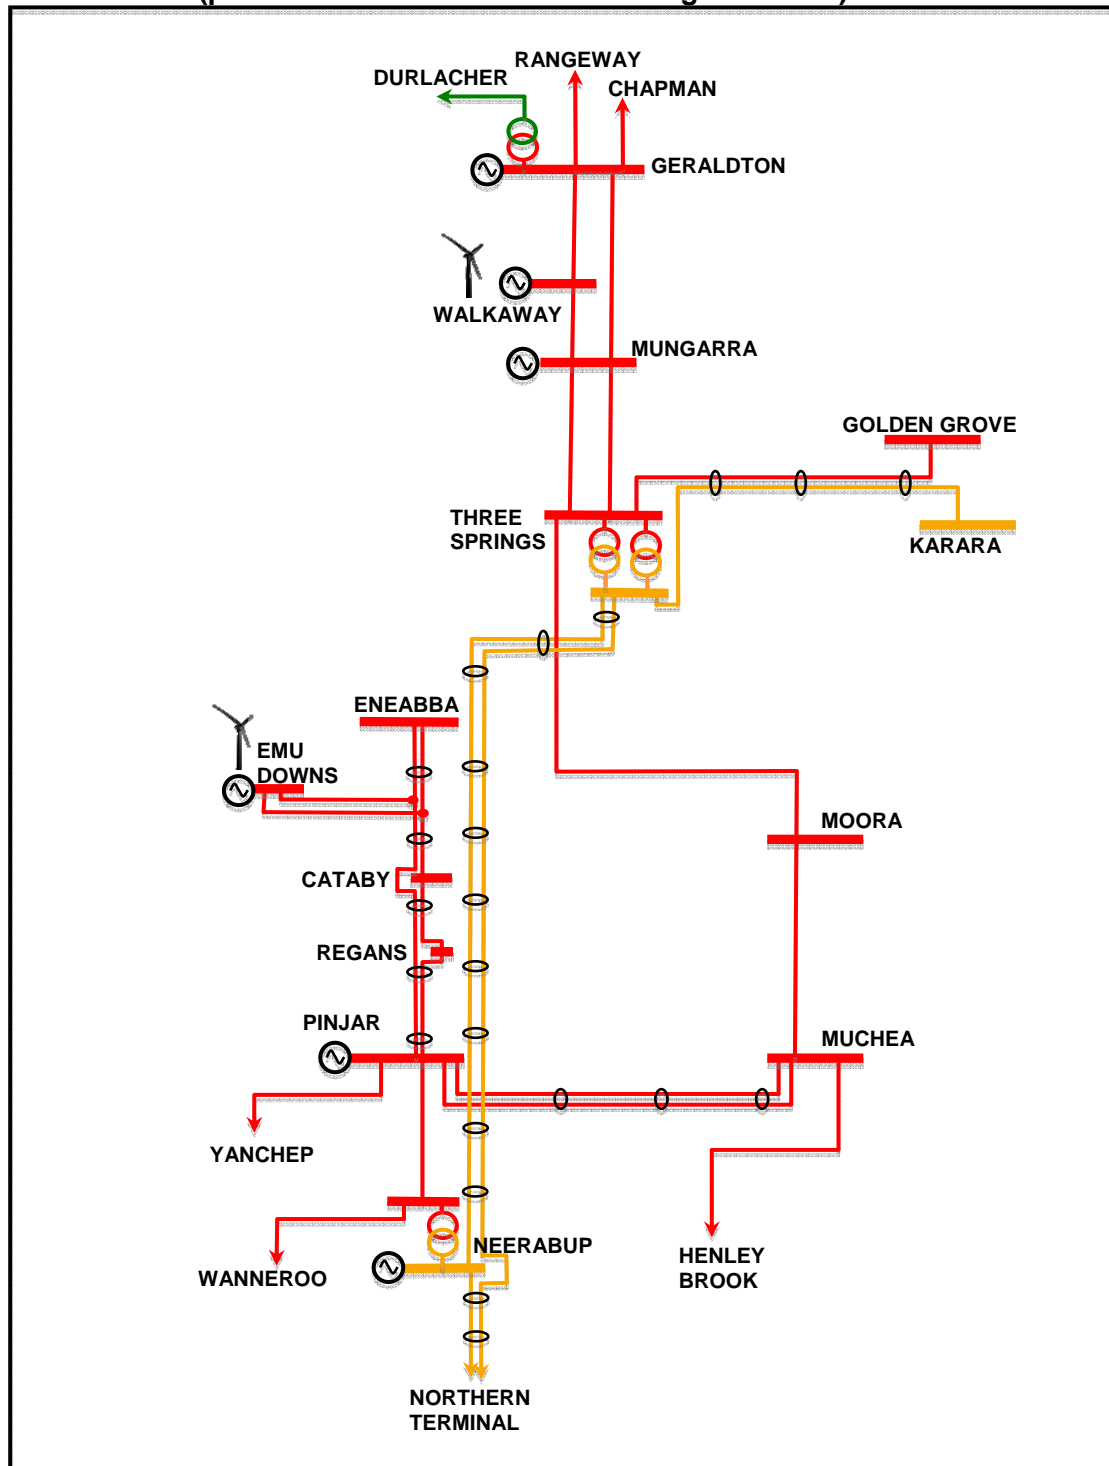 RANGEWAY
DURLACHER
CHAPMAN
GERALDTON
WALKAWAY
MUNGARRA
GOLDEN GROVE
THREE
SPRINGS
KARARA
ENEABBA
EMU
DOWNS
MOORA
CATABY
REGANS
PINJAR
MUCHEA
YANCHEP
NEERABUP
WANNEROO
HENLEY
BROOK
NORTHERN
TERMINAL